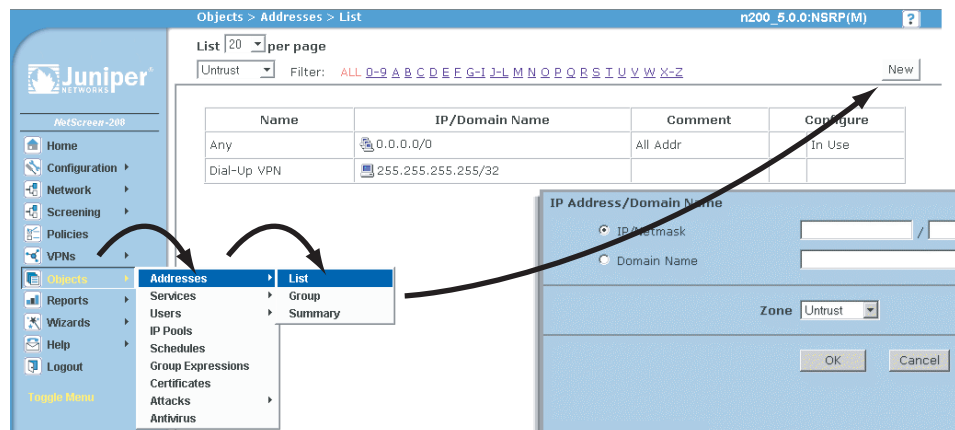 Objects > Addresses > List
n200_5.0.0:NSRP(M)
?
List 20 per page
Untrust Filter: ALL 0-9 A B C D E F G-I J-L M N O P Q R S T U V W X-Z New
Juniper
NETWORKS
NetScreen-208
Home
Configuration
Network
Screening
Policies
VPNs
Objects
Reports
Wizards
Help
Logout
Toggle Menu
Name IP/Domain Name Comment Configure
Any 0.0.0.0/0 All Addr In Use
Dial-Up VPN 255.255.255.255/32
Addresses
Services
Users
IP Pools
Schedules
Group Expressions
Certificates
Attacks
Antivirus
List
Group
Summary
IP Address/Domain Name
IP/Netmask /
Domain Name
Zone Untrust
OK Cancel